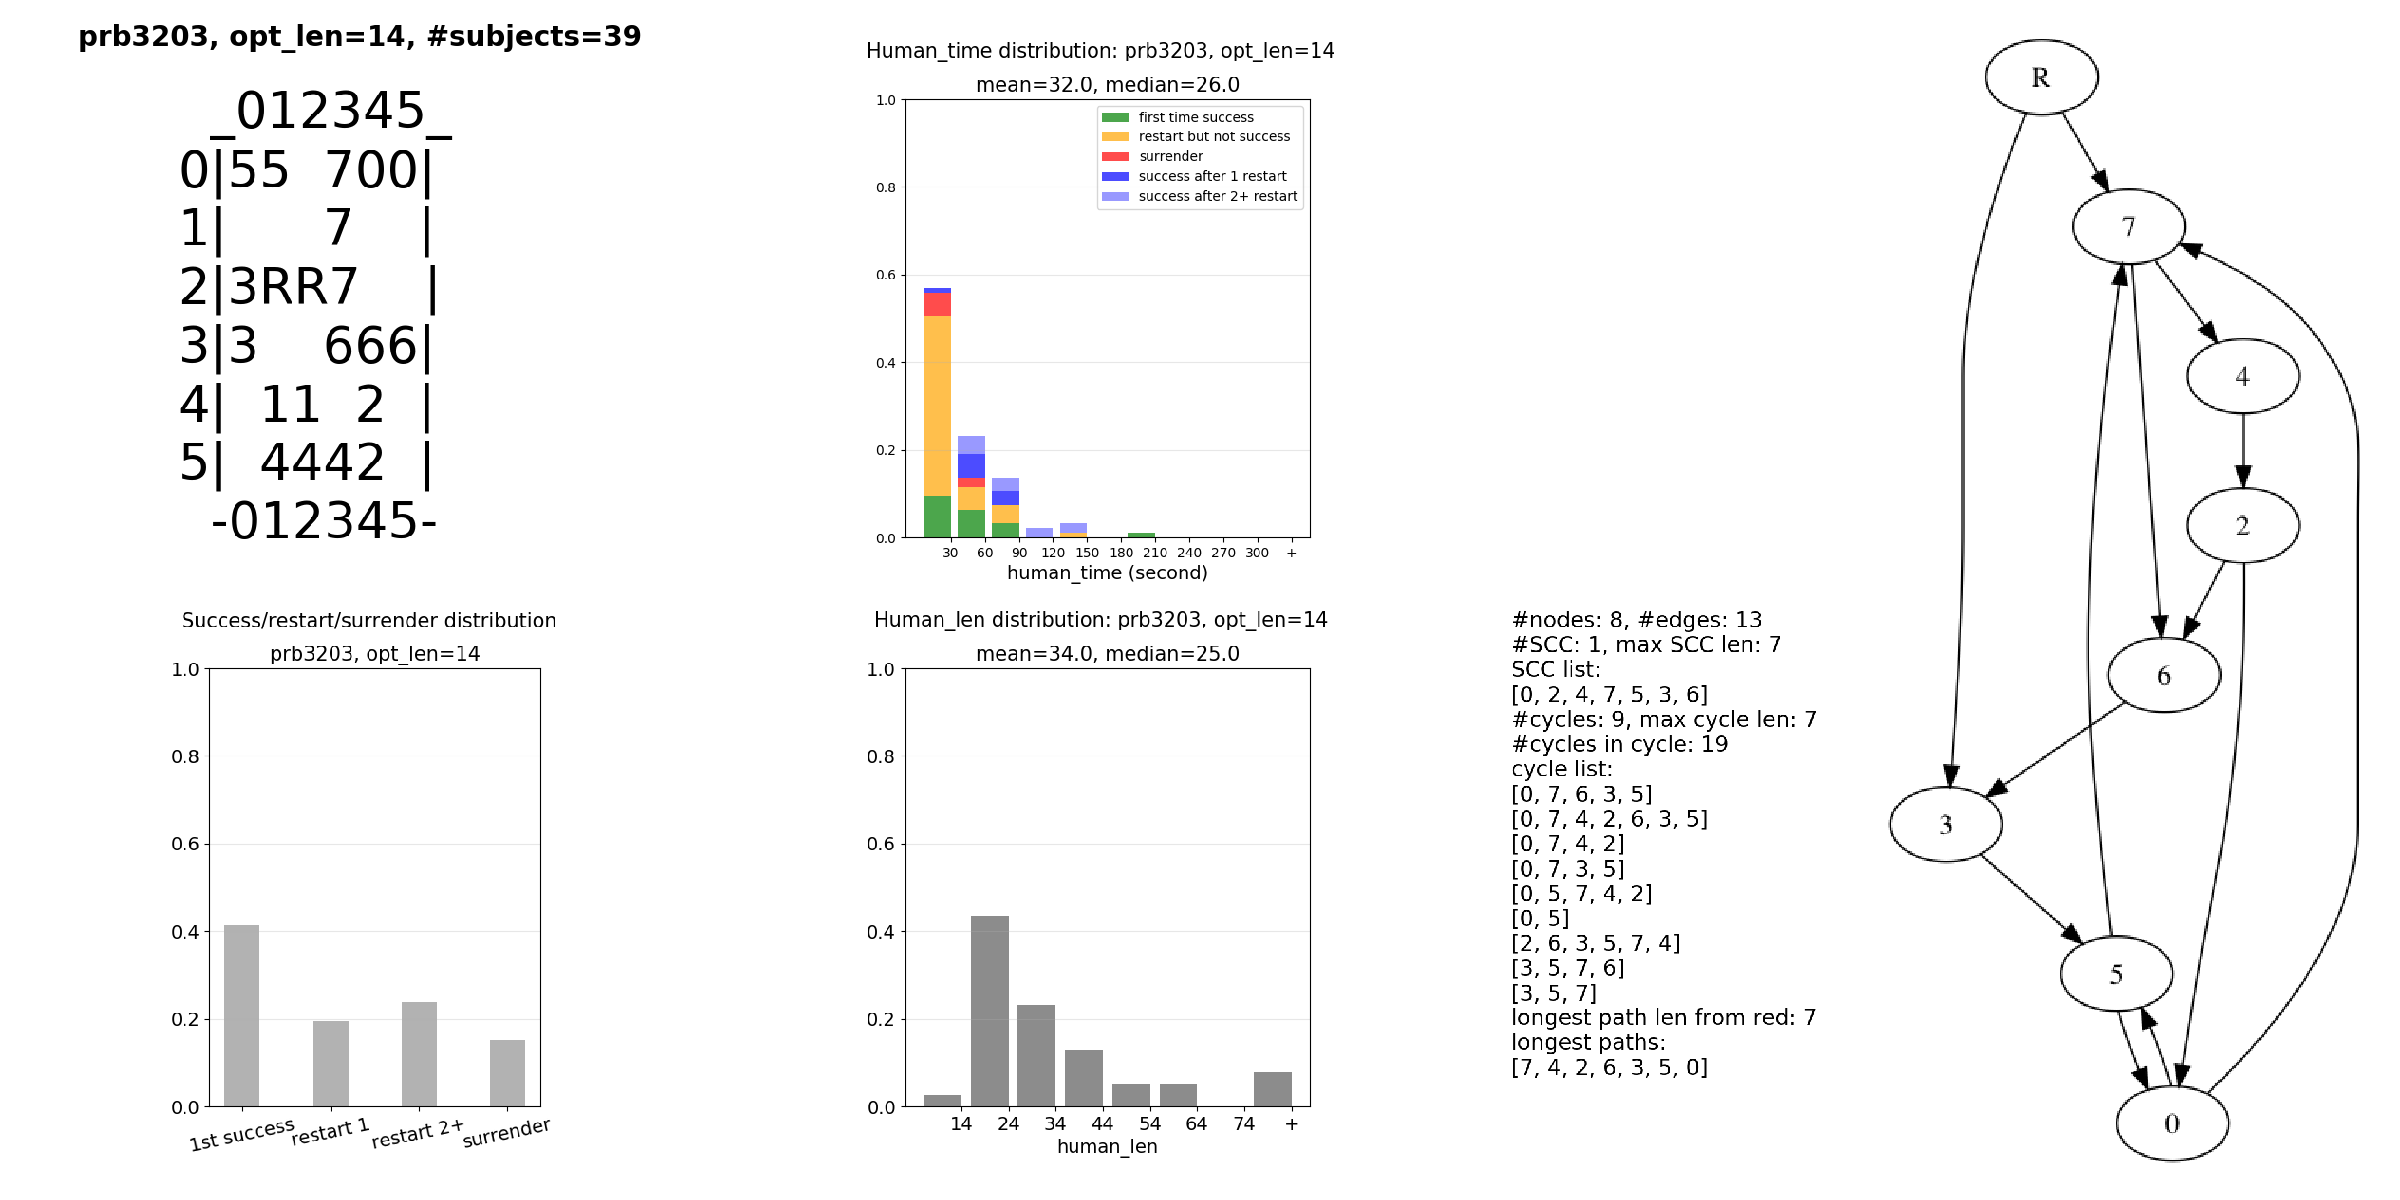 prb3203, opt_len=14, #subjects=39
_012345_
0|55  700|
1|      7    |
2|3RR7    |
3|3    666|
4|  11  2  |
5|  4442  |
-012345-
Human_time distribution: prb3203, opt_len=14
mean=32.0, median=26.0
1.0
0.8
0.6
0.4
0.2
0.0
first time success
restart but not success
surrender
success after 1 restart
success after 2+ restart
30 60 90 120 150 180 210 240 270 300 +
human_time (second)
Success/restart/surrender distribution
prb3203, opt_len=14
1.0
0.8
0.6
0.4
0.2
0.0
1st success restart 1 restart 2+ surrender
Human_len distribution: prb3203, opt_len=14
mean=34.0, median=25.0
1.0
0.8
0.6
0.4
0.2
0.0
14 24 34 44 54 64 74 +
human_len
#nodes: 8, #edges: 13
#SCC: 1, max SCC len: 7
SCC list:
[0, 2, 4, 7, 5, 3, 6]
#cycles: 9, max cycle len: 7
#cycles in cycle: 19
cycle list:
[0, 7, 6, 3, 5]
[0, 7, 4, 2, 6, 3, 5]
[0, 7, 4, 2]
[0, 7, 3, 5]
[0, 5, 7, 4, 2]
[0, 5]
[2, 6, 3, 5, 7, 4]
[3, 5, 7, 6]
[3, 5, 7]
longest path len from red: 7
longest paths:
[7, 4, 2, 6, 3, 5, 0]
R
7
4
2
6
3
5
0